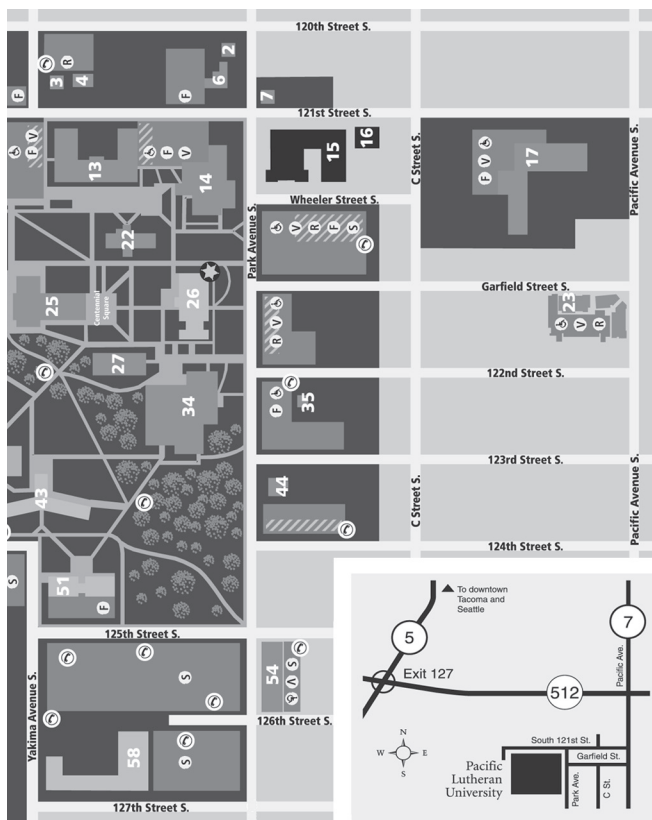 120th Street S.
2
R
3
4
6
F
F
7
121st Street S.
F V
13
F
V
14
15
16
C Street S.
F V
17
Pacific Avenue S.
Wheeler Street S.
22
Park Avenue S.
V
R
F
S
25
Centennial
Square
26
Garfield Street S.
23
V
R
R V
27
122nd Street S.
34
F
35
123rd Street S.
43
44
C Street S.
Pacific Avenue S.
124th Street S.
S
51
F
125th Street S.
Yakima Avenue S.
S
54
V S
126th Street S.
58
S
127th Street S.
To downtown
Tacoma and
Seattle
5
7
Exit 127
Pacific Ave.
512
N
W
E
S
South 121st St.
Garfield St.
Pacific
Lutheran
University
Park Ave.
C St.